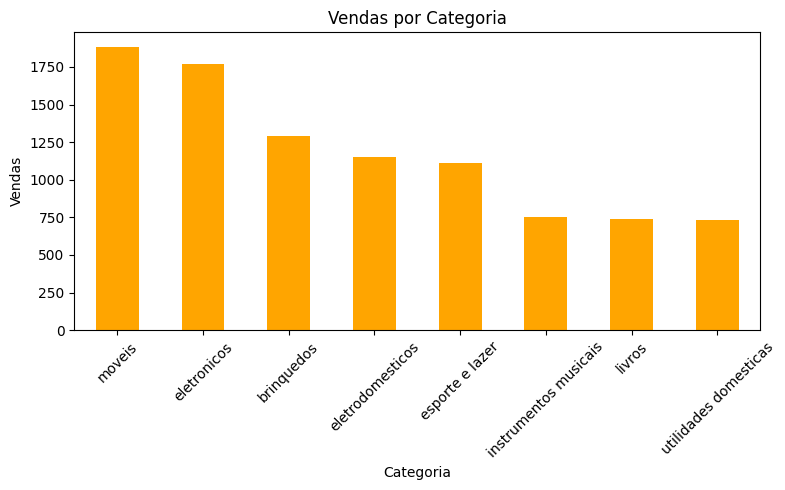 Vendas por Categoria
Vendas
1750
1500
1250
1000
750
500
250
0
moveis
eletronicos
brinquedos
eletrodomesticos
esporte e lazer
instrumentos musicais
livros
utilidades domesticas
Categoria